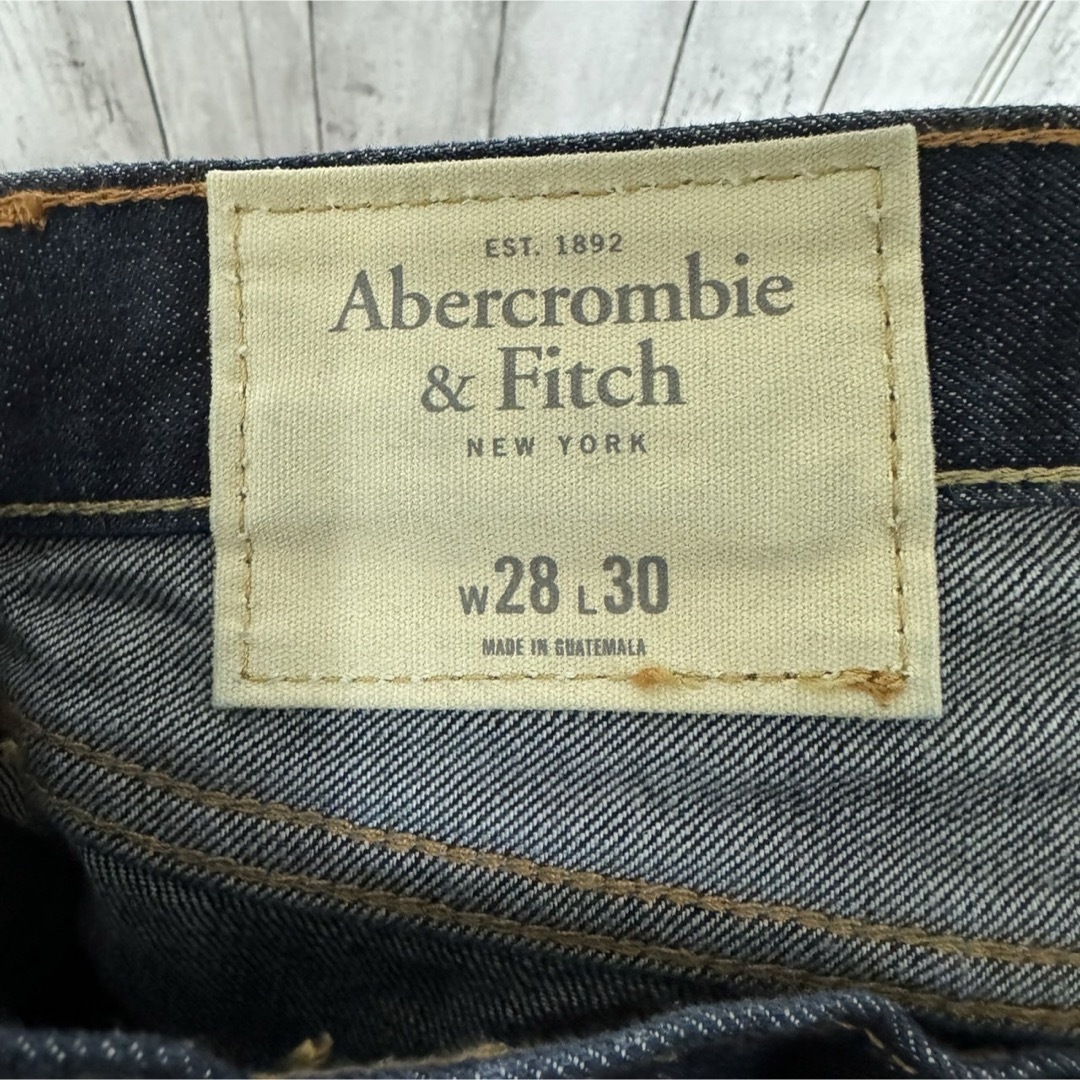 EST. 1892
Abercrombie
& Fitch
NEW YORK
W28 L30
MADE IN GUATEMALA